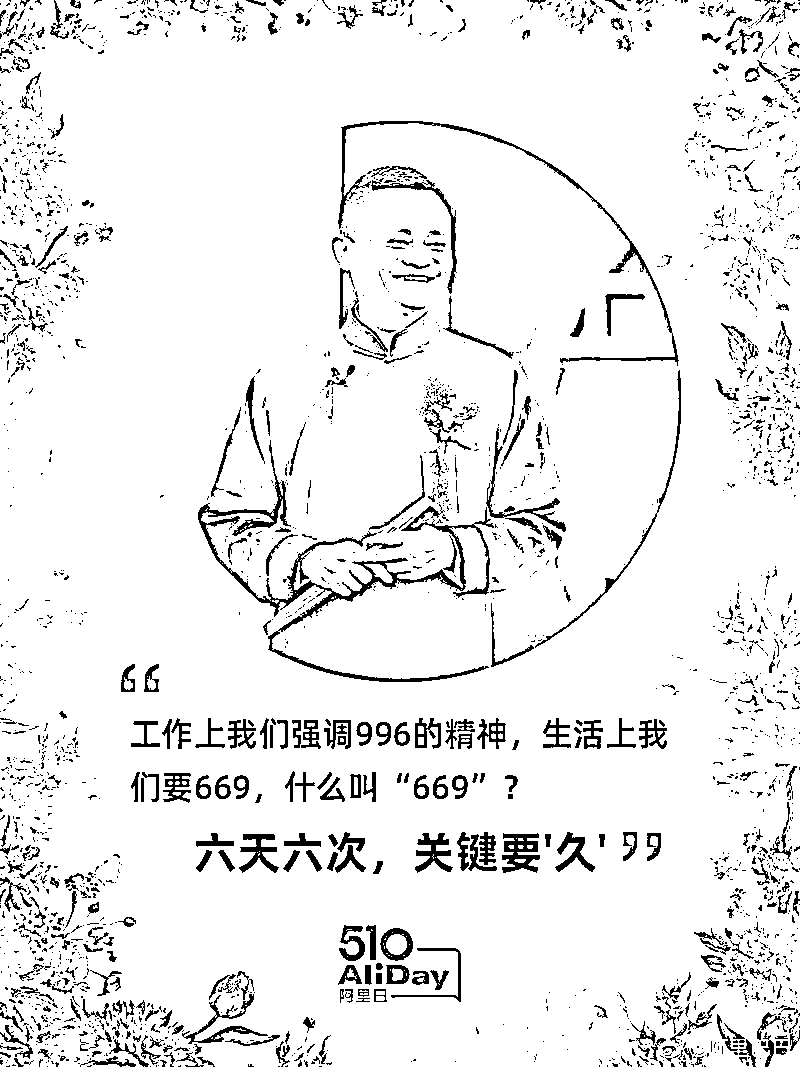 “
工作上我们强调996的精神，生活上我
们要669，什么叫“669”？
六天六次，关键要'久' ”
510
AliDay
阿里日